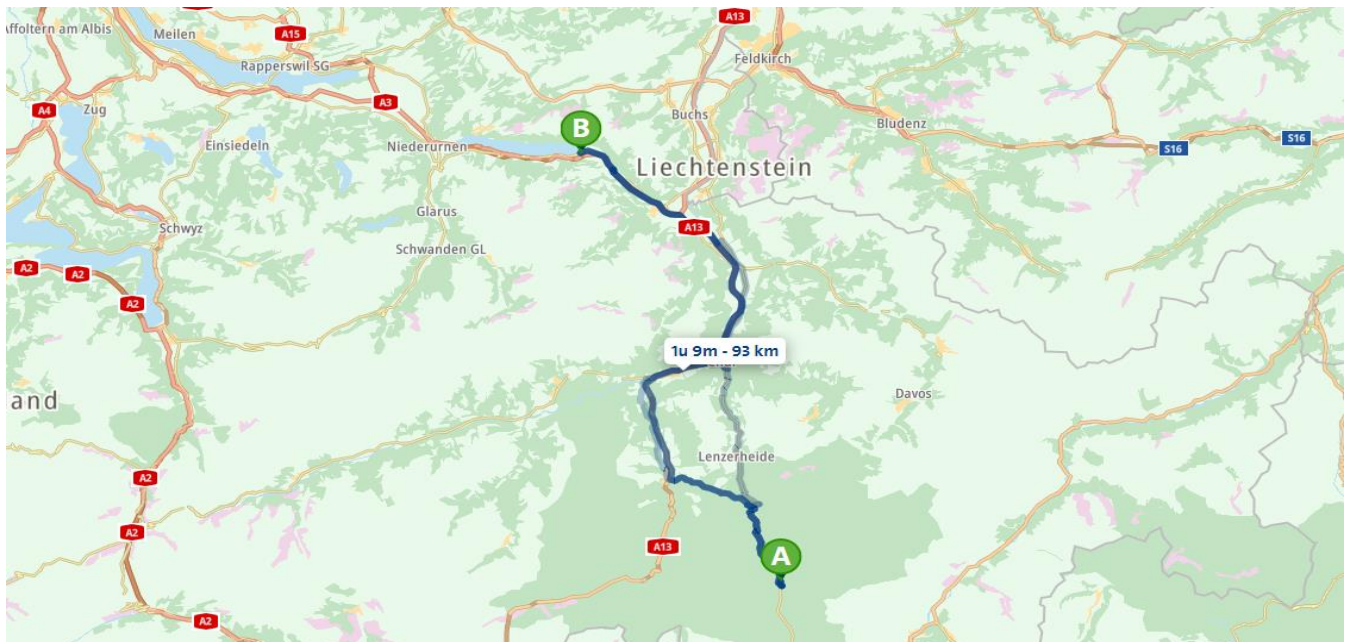 A13
Affoltern am Albis
Meilen
A15
Feldkirch
Rapperswil SG
A3
A4
Zug
Buchs
B
Bludenz
S16
S16
Einsiedeln
Niederurnen
Liechtenstein
Glarus
Schwyz
A13
Schwanden GL
A2
A2
A2
1u 9m - 93 km
Davos
and
Lenzerheide
A2
A2
A13
A
A2